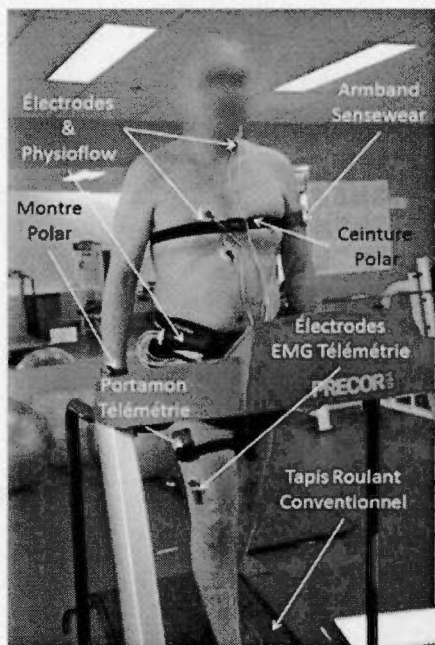 Électrodes
&
Physioflow
Armband
Sensewear
Montre
Polar
Ceinture
Polar
Électrodes
EMG Télémétrie
Portamon
Télémétrie
PRECOR
Tapis Roulant
Conventionnel